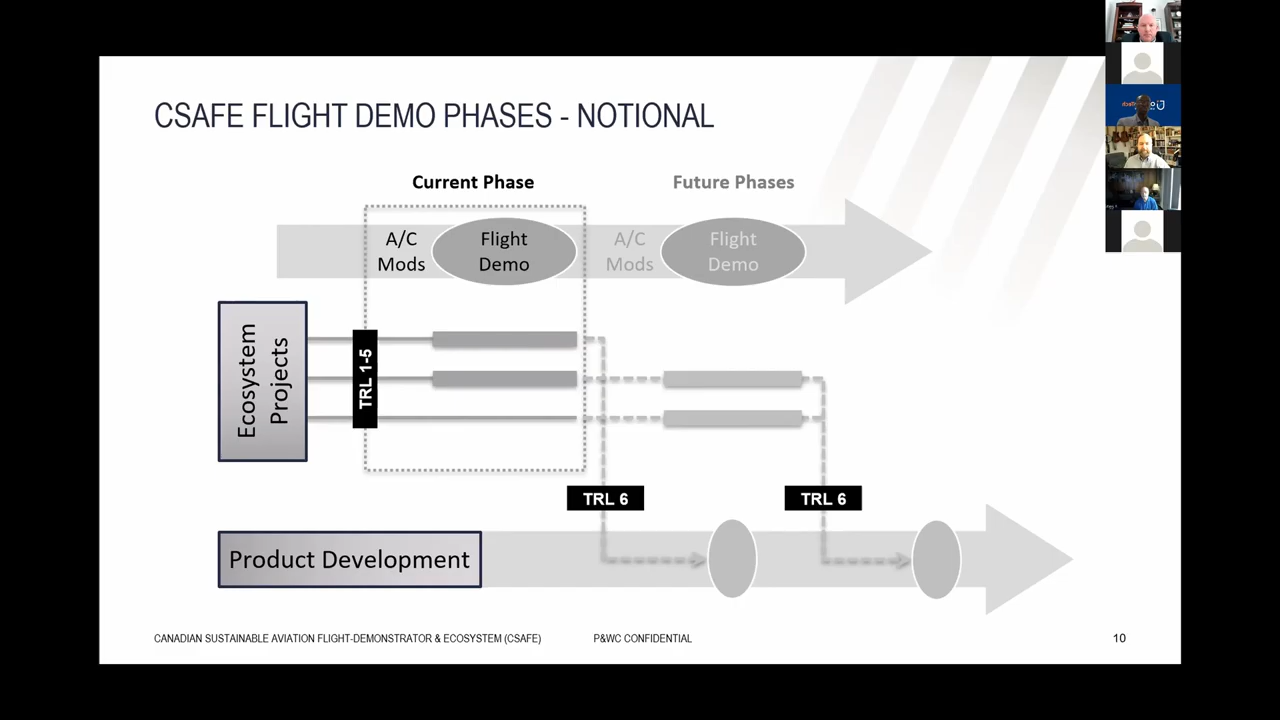 CSAFE FLIGHT DEMO PHASES - NOTIONAL
Current Phase
Future Phases
A/C
Mods
Flight
Demo
A/C
Mods
Flight
Demo
Ecosystem
Projects
TRL 1-5
TRL 6
TRL 6
Product Development
CANADIAN SUSTAINABLE AVIATION FLIGHT-DEMONSTRATOR & ECOSYSTEM (CSAFE)
P&WC CONFIDENTIAL
10